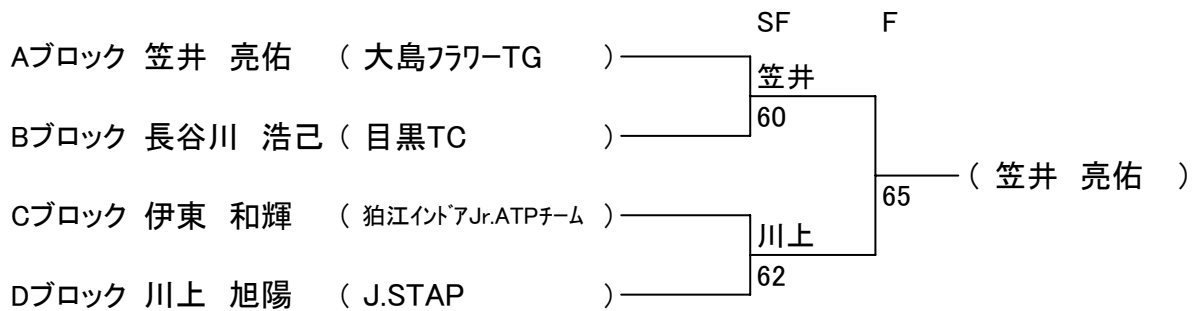 SF F
Aブロック 笠井 亮佑 ( 大島フラワーTG )
笠井
60
Bブロック 長谷川 浩己 ( 目黒TC )
( 笠井 亮佑 )
65
Cブロック 伊東 和輝 ( 狛江インドアJr.ATPチーム )
川上
62
Dブロック 川上 旭陽 ( J.STAP )